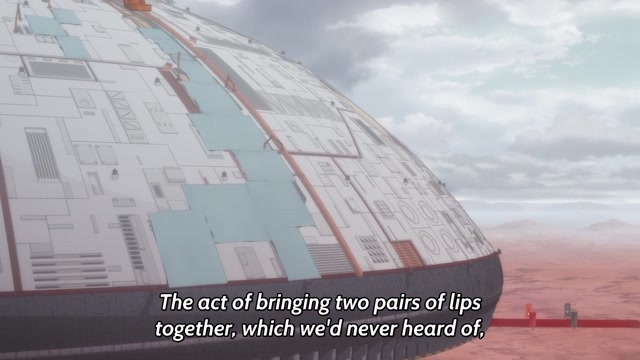 The act of bringing two pairs of lips
together, which we'd never heard of,